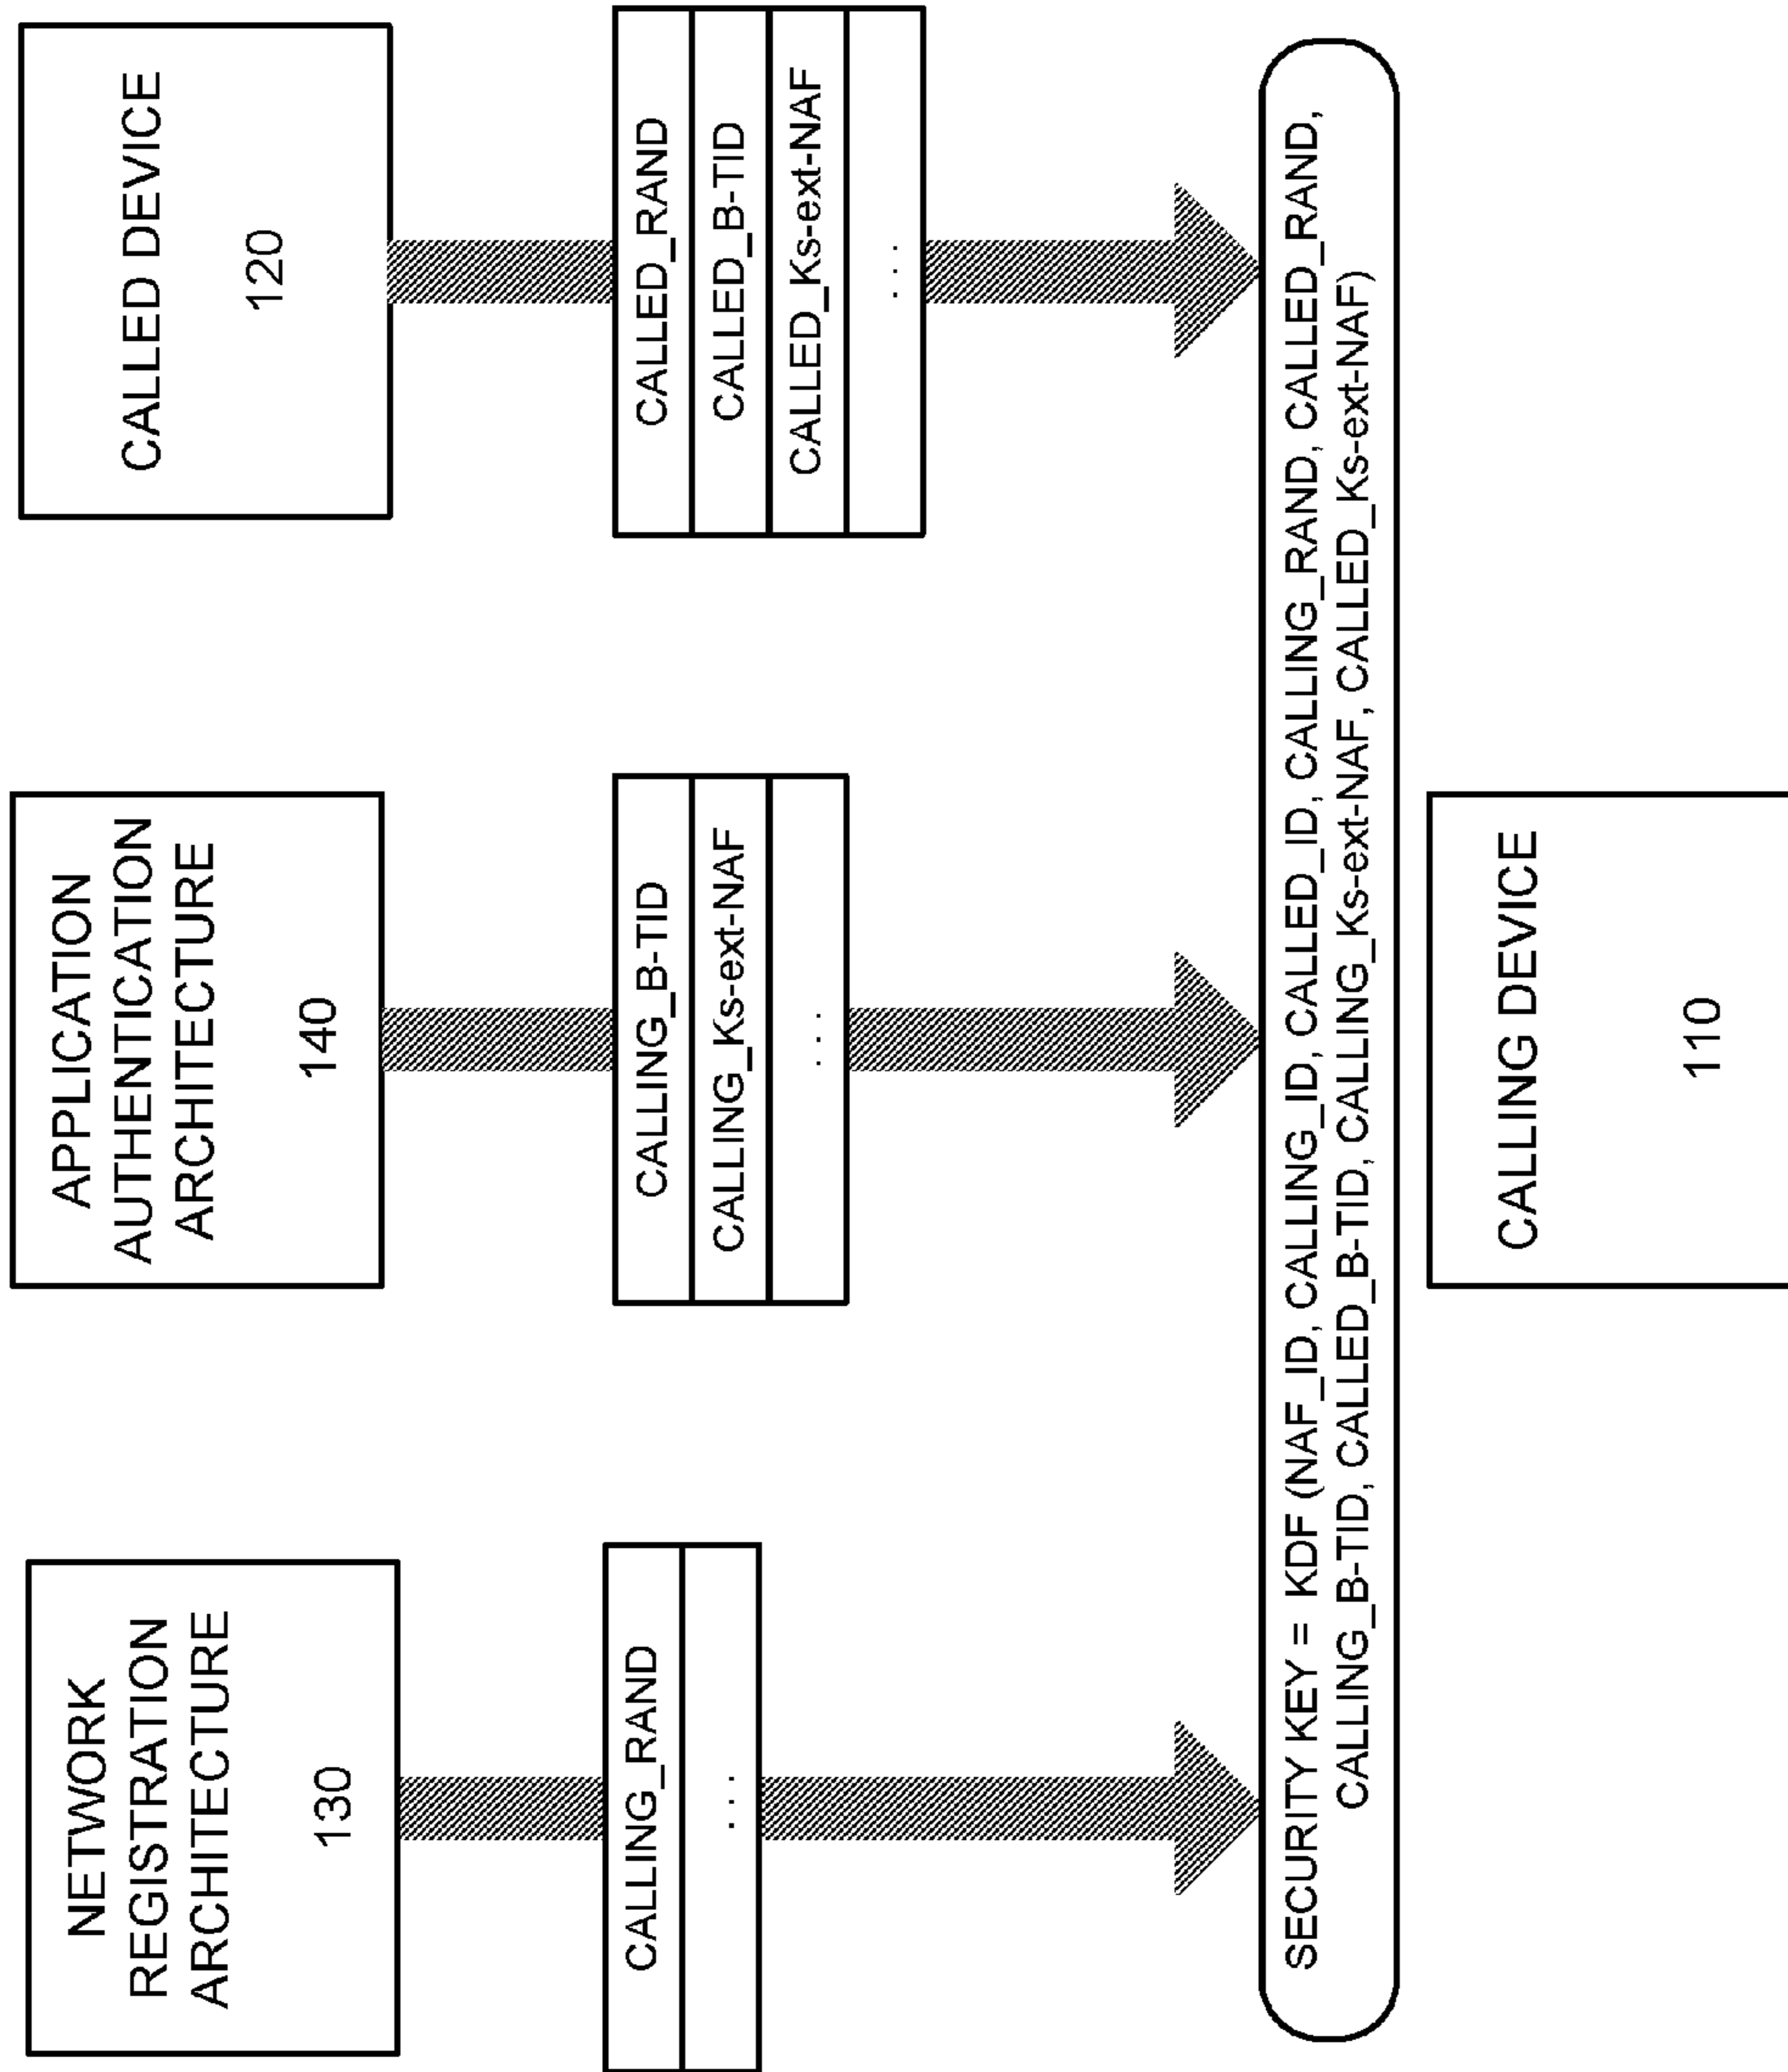 NETWORK
REGISTRATION
ARCHITECTURE
130
APPLICATION
AUTHENTICATION
ARCHITECTURE
140
CALLED DEVICE
120
CALLING_RAND
. . .
CALLING_B-TID
CALLING_Ks-ext-NAF
. . .
CALLED_RAND
CALLED_B-TID
CALLED_Ks-ext-NAF
. . .
SECURITY KEY = KDF (NAF_ID, CALLING_ID, CALLED_ID, CALLING_RAND, CALLED_RAND,
CALLING_B-TID, CALLED_B-TID, CALLING_Ks-ext-NAF, CALLED_Ks-ext-NAF)
CALLING DEVICE
110